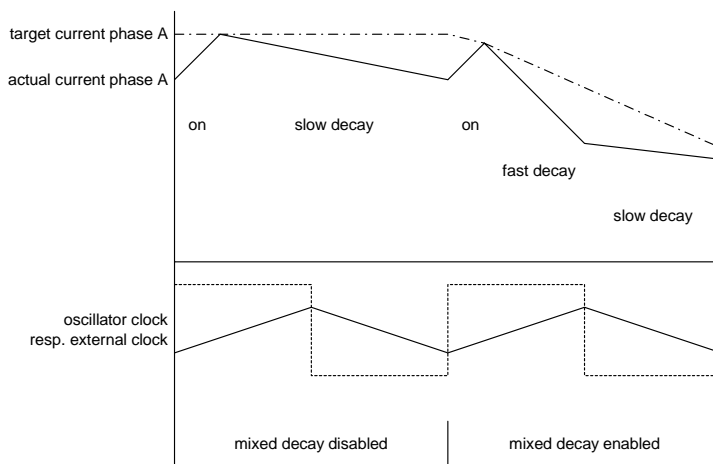 target current phase A
actual current phase A
on
slow decay
on
fast decay
slow decay
oscillator clock
resp. external clock
mixed decay disabled
mixed decay enabled